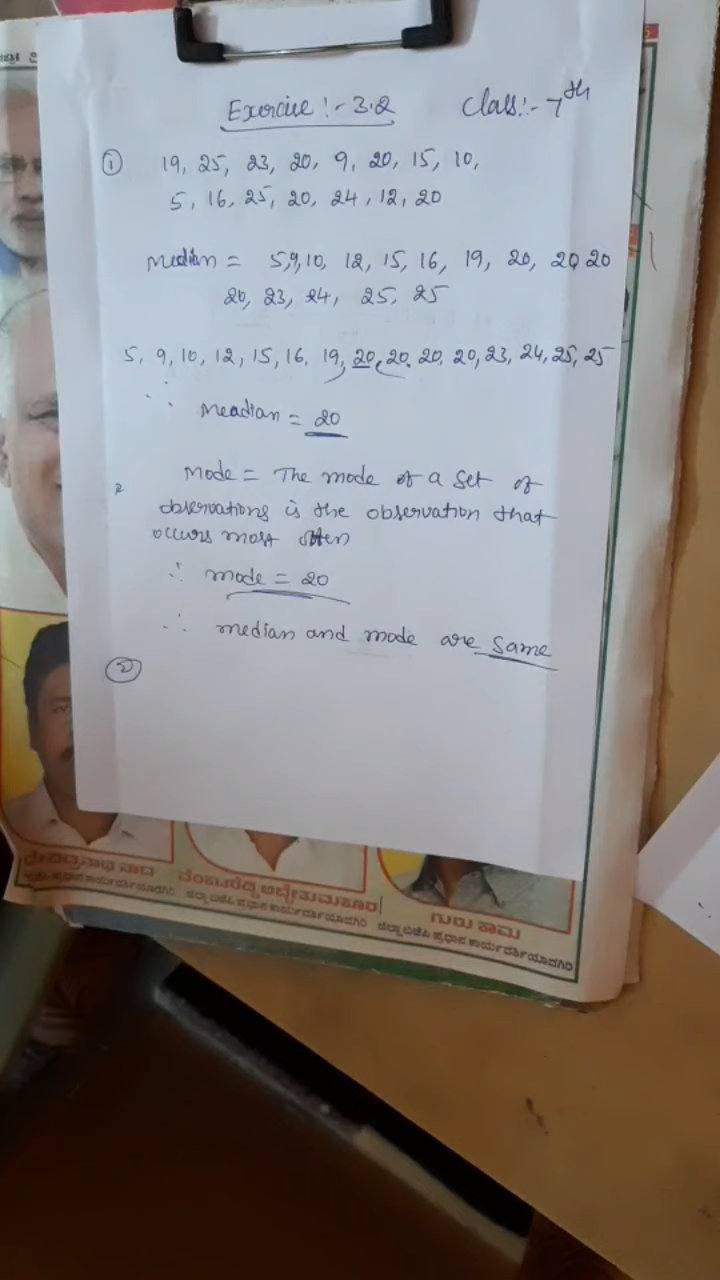 Exercise :- 3.2 Class :- 7th
① 19, 25, 23, 20, 9, 20, 15, 10,
5, 16, 25, 20, 24, 12, 20
Median = 5,9,10, 12, 15, 16, 19, 20, 20 20
20, 23, 24, 25, 25
5, 9, 10, 12, 15, 16, 19, 20, 20, 20, 20, 23, 24, 25, 25
∴ Meadian = 20
Mode = The mode of a set of
observations is the observation that
occurs most often
∴ mode = 20
∴ median and mode are same
②
ಗುರು ಕಾಮ